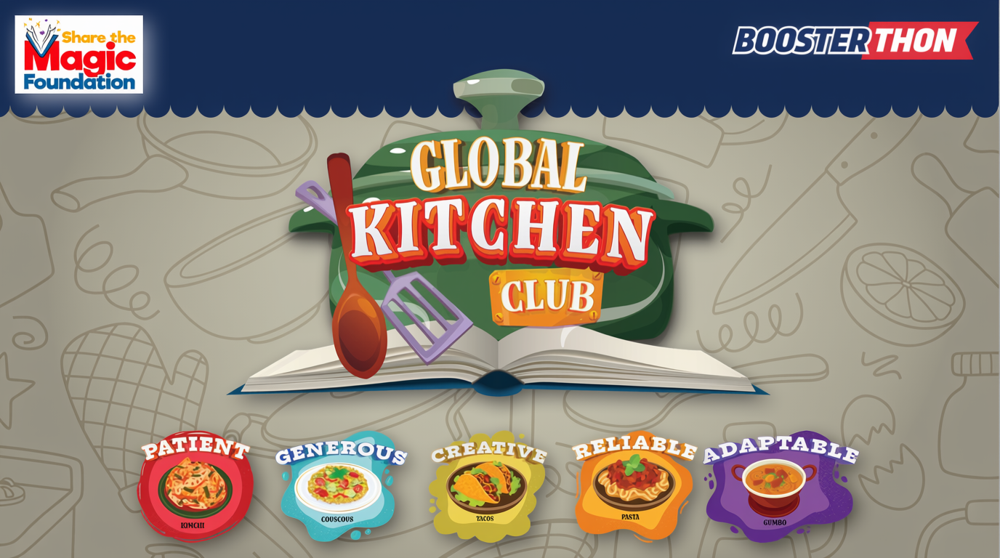 Share the
Magic
Foundation
BOOSTERTHON
GLOBAL
KITCHEN
CLUB
PATIENT
KIMCHI
GENEROUS
COUSCOUS
CREATIVE
TACOS
RELIABLE
PASTA
ADAPTABLE
GUMBO